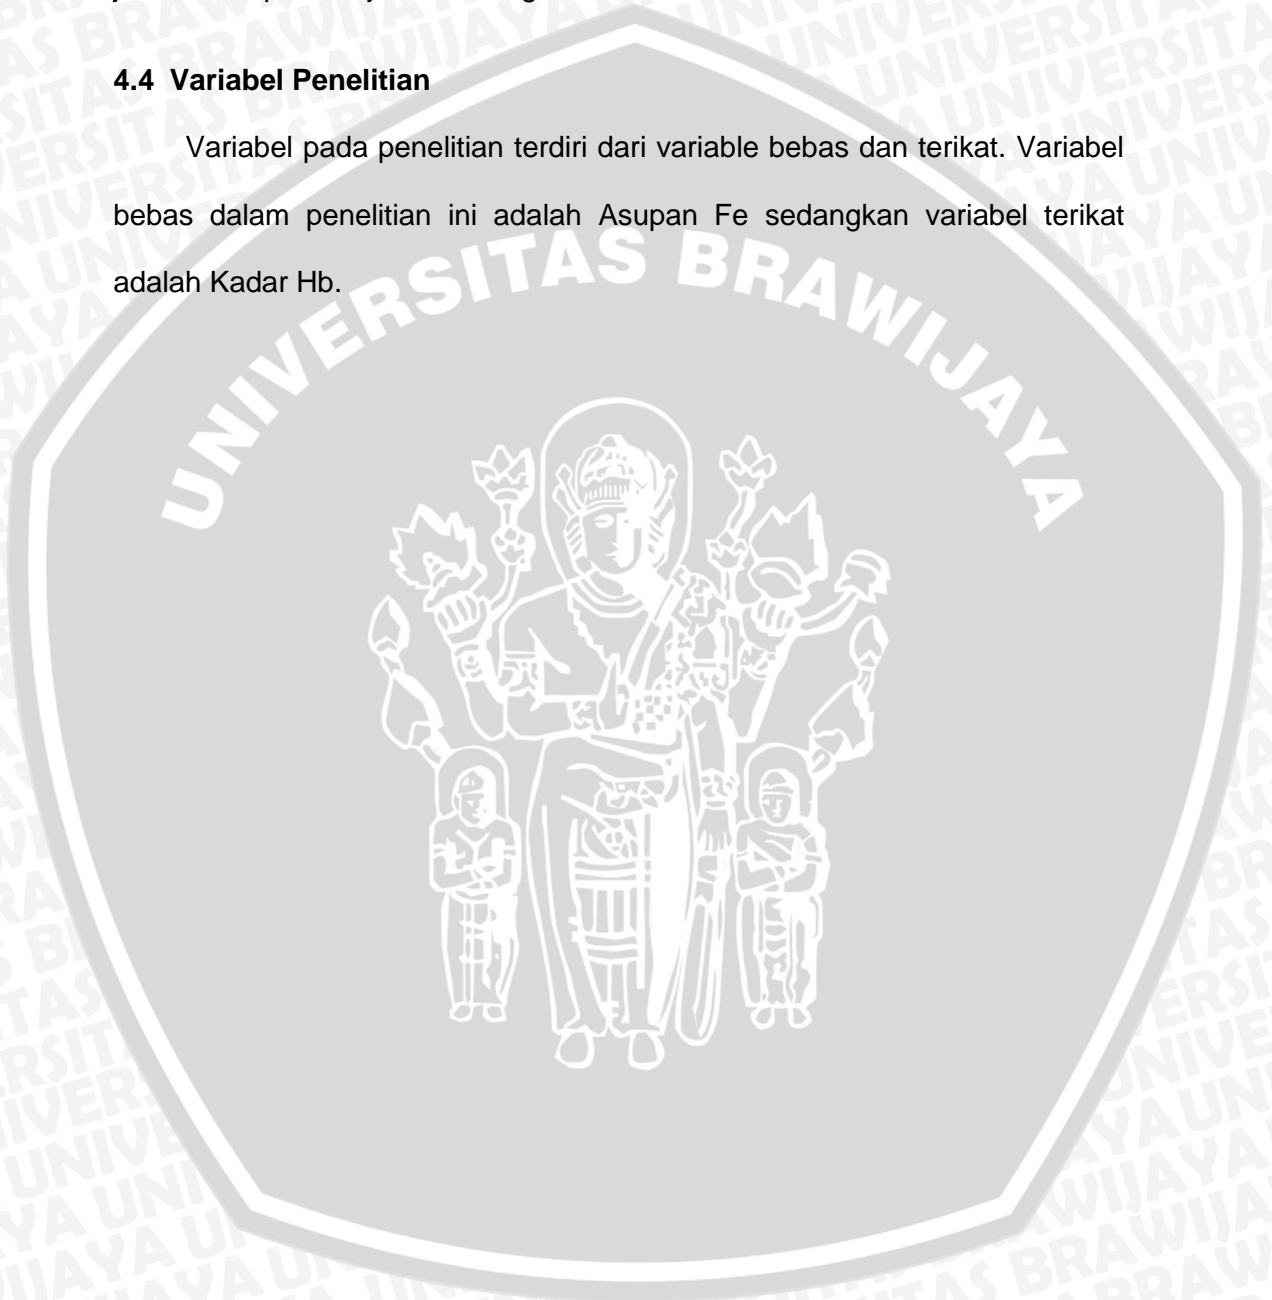 4.4 Variabel Penelitian
Variabel pada penelitian terdiri dari variable bebas dan terikat. Variabel
bebas dalam penelitian ini adalah Asupan Fe sedangkan variabel terikat
adalah Kadar Hb.
UNIVERSITAS BRAWIJAYA